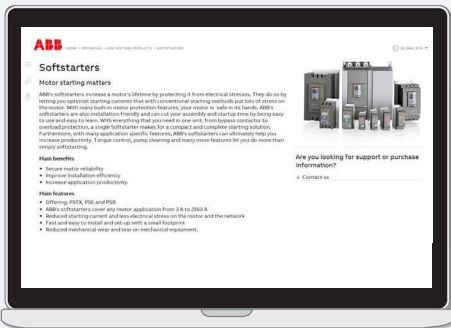 ABB HOME › OFFERINGS › LOW VOLTAGE PRODUCTS › SOFTSTARTERS
GLOBAL SITE
Softstarters
Motor starting matters
ABB's softstarters increase a motor's lifetime by protecting it from electrical stresses. They do so by
letting you optimize starting currents that with conventional starting methods put lots of stress on
the motor. With many built-in motor protection features, your motor is safe in its hands. ABB's
softstarters are also installation-friendly and can cut your assembly and startup time by being easy
to use and easy to learn. With everything that you need in one unit, from bypass contactor to
overload protection, a single Softstarter makes for a compact and complete starting solution.
Furthermore, with many application specific features, ABB's softstarters can ultimately help you
increase productivity. Torque control, pump cleaning and many more features let you do more than
simply softstarting.
Main benefits
• Secure motor reliability
• Improve installation efficiency
• Increase application productivity.
Main features
• Offering: PSTX, PSE and PSR
• ABB's softstarters cover any motor application from 3 A to 2160 A
• Reduced starting current and less electrical stress on the motor and the network
• Fast and easy to install and set-up with a small footprint
• Reduced mechanical wear and tear on mechanical equipment.
Are you looking for support or purchase
information?
Contact us